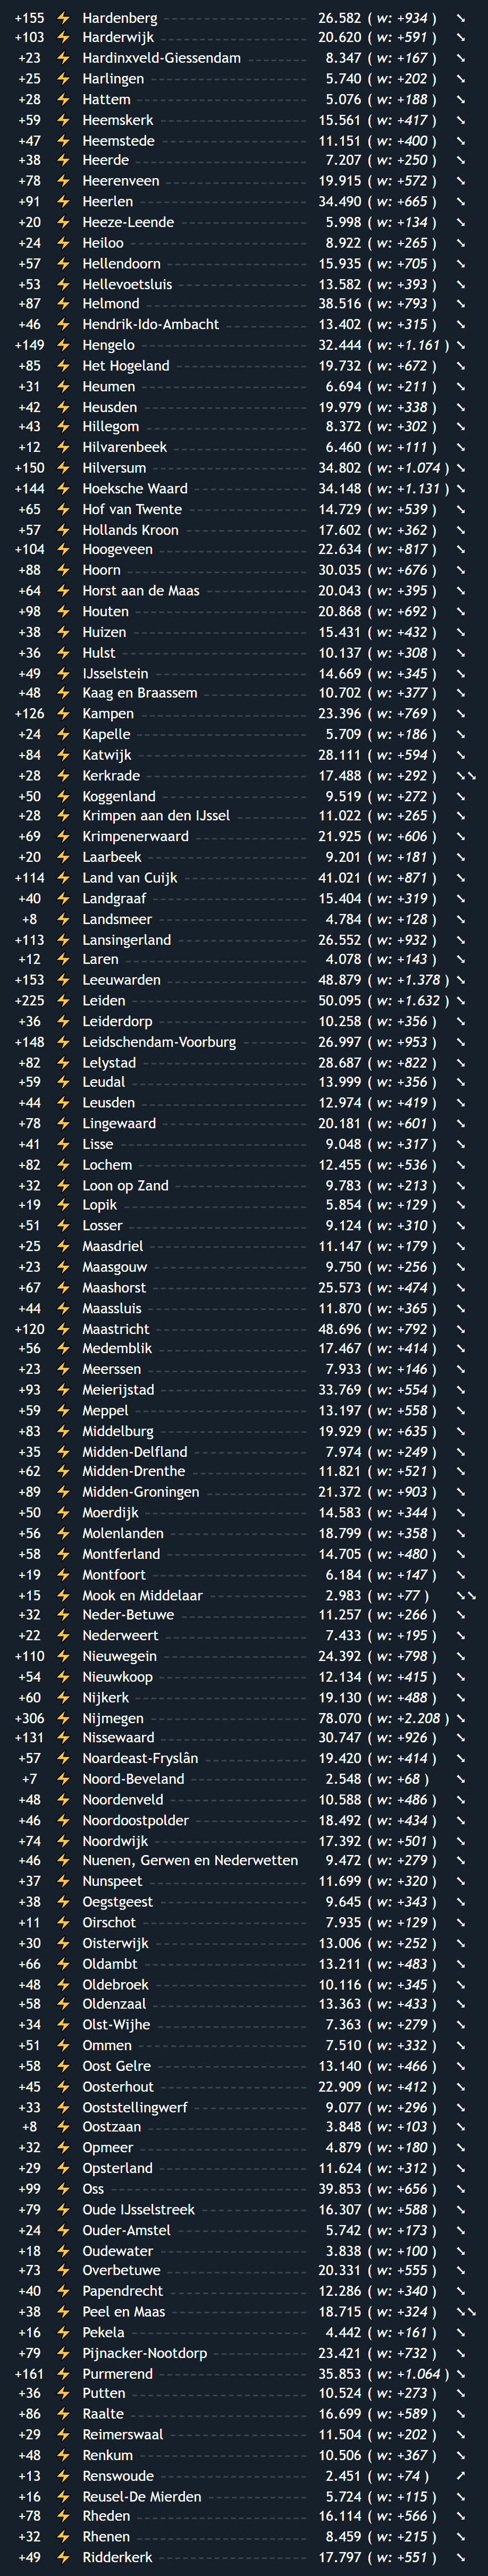 +155 ⚡ Hardenberg 26.582 ( w: +934 ) ⤡
+103 ⚡ Harderwijk 20.620 ( w: +591 ) ⤡
+23 ⚡ Hardinxveld-Giessendam 8.347 ( w: +167 ) ⤡
+25 ⚡ Harlingen 5.740 ( w: +202 ) ⤡
+28 ⚡ Hattem 5.076 ( w: +188 ) ⤡
+59 ⚡ Heemskerk 15.561 ( w: +417 ) ⤡
+47 ⚡ Heemstede 11.151 ( w: +400 ) ⤡
+38 ⚡ Heerde 7.207 ( w: +250 ) ⤡
+78 ⚡ Heerenveen 19.915 ( w: +572 ) ⤡
+91 ⚡ Heerlen 34.490 ( w: +665 ) ⤡
+20 ⚡ Heeze-Leende 5.998 ( w: +134 ) ⤡
+24 ⚡ Heiloo 8.922 ( w: +265 ) ⤡
+57 ⚡ Hellendoorn 15.935 ( w: +705 ) ⤡
+53 ⚡ Hellevoetsluis 13.582 ( w: +393 ) ⤡
+87 ⚡ Helmond 38.516 ( w: +793 ) ⤡
+46 ⚡ Hendrik-Ido-Ambacht 13.402 ( w: +315 ) ⤡
+149 ⚡ Hengelo 32.444 ( w: +1.161 ) ⤡
+85 ⚡ Het Hogeland 19.732 ( w: +672 ) ⤡
+31 ⚡ Heumen 6.694 ( w: +211 ) ⤡
+42 ⚡ Heusden 19.979 ( w: +338 ) ⤡
+43 ⚡ Hillegom 8.372 ( w: +302 ) ⤡
+12 ⚡ Hilvarenbeek 6.460 ( w: +111 ) ⤡
+150 ⚡ Hilversum 34.802 ( w: +1.074 ) ⤡
+144 ⚡ Hoeksche Waard 34.148 ( w: +1.131 ) ⤡
+65 ⚡ Hof van Twente 14.729 ( w: +539 ) ⤡
+57 ⚡ Hollands Kroon 17.602 ( w: +362 ) ⤡
+104 ⚡ Hoogeveen 22.634 ( w: +817 ) ⤡
+88 ⚡ Hoorn 30.035 ( w: +676 ) ⤡
+64 ⚡ Horst aan de Maas 20.043 ( w: +395 ) ⤡
+98 ⚡ Houten 20.868 ( w: +692 ) ⤡
+38 ⚡ Huizen 15.431 ( w: +432 ) ⤡
+36 ⚡ Hulst 10.137 ( w: +308 ) ⤡
+49 ⚡ IJsselstein 14.669 ( w: +345 ) ⤡
+48 ⚡ Kaag en Braassem 10.702 ( w: +377 ) ⤡
+126 ⚡ Kampen 23.396 ( w: +769 ) ⤡
+24 ⚡ Kapelle 5.709 ( w: +186 ) ⤡
+84 ⚡ Katwijk 28.111 ( w: +594 ) ⤡
+28 ⚡ Kerkrade 17.488 ( w: +292 ) ⤡⤡
+50 ⚡ Koggenland 9.519 ( w: +272 ) ⤡
+28 ⚡ Krimpen aan den IJssel 11.022 ( w: +265 ) ⤡
+69 ⚡ Krimpenerwaard 21.925 ( w: +606 ) ⤡
+20 ⚡ Laarbeek 9.201 ( w: +181 ) ⤡
+114 ⚡ Land van Cuijk 41.021 ( w: +871 ) ⤡
+40 ⚡ Landgraaf 15.404 ( w: +319 ) ⤡
+8 ⚡ Landsmeer 4.784 ( w: +128 ) ⤡
+113 ⚡ Lansingerland 26.552 ( w: +932 ) ⤡
+12 ⚡ Laren 4.078 ( w: +143 ) ⤡
+153 ⚡ Leeuwarden 48.879 ( w: +1.378 ) ⤡
+225 ⚡ Leiden 50.095 ( w: +1.632 ) ⤡
+36 ⚡ Leiderdorp 10.258 ( w: +356 ) ⤡
+148 ⚡ Leidschendam-Voorburg 26.997 ( w: +953 ) ⤡
+82 ⚡ Lelystad 28.687 ( w: +822 ) ⤡
+59 ⚡ Leudal 13.999 ( w: +356 ) ⤡
+44 ⚡ Leusden 12.974 ( w: +419 ) ⤡
+78 ⚡ Lingewaard 20.181 ( w: +601 ) ⤡
+41 ⚡ Lisse 9.048 ( w: +317 ) ⤡
+82 ⚡ Lochem 12.455 ( w: +536 ) ⤡
+32 ⚡ Loon op Zand 9.783 ( w: +213 ) ⤡
+19 ⚡ Lopik 5.854 ( w: +129 ) ⤡
+51 ⚡ Losser 9.124 ( w: +310 ) ⤡
+25 ⚡ Maasdriel 11.147 ( w: +179 ) ⤡
+23 ⚡ Maasgouw 9.750 ( w: +256 ) ⤡
+67 ⚡ Maashorst 25.573 ( w: +474 ) ⤡
+44 ⚡ Maassluis 11.870 ( w: +365 ) ⤡
+120 ⚡ Maastricht 48.696 ( w: +792 ) ⤡
+56 ⚡ Medemblik 17.467 ( w: +414 ) ⤡
+23 ⚡ Meerssen 7.933 ( w: +146 ) ⤡
+93 ⚡ Meierijstad 33.769 ( w: +554 ) ⤡
+59 ⚡ Meppel 13.197 ( w: +558 ) ⤡
+83 ⚡ Middelburg 19.929 ( w: +635 ) ⤡
+35 ⚡ Midden-Delfland 7.974 ( w: +249 ) ⤡
+62 ⚡ Midden-Drenthe 11.821 ( w: +521 ) ⤡
+89 ⚡ Midden-Groningen 21.372 ( w: +903 ) ⤡
+50 ⚡ Moerdijk 14.583 ( w: +344 ) ⤡
+56 ⚡ Molenlanden 18.799 ( w: +358 ) ⤡
+58 ⚡ Montferland 14.705 ( w: +480 ) ⤡
+19 ⚡ Montfoort 6.184 ( w: +147 ) ⤡
+15 ⚡ Mook en Middelaar 2.983 ( w: +77 ) ⤡⤡
+32 ⚡ Neder-Betuwe 11.257 ( w: +266 ) ⤡
+22 ⚡ Nederweert 7.433 ( w: +195 ) ⤡
+110 ⚡ Nieuwegein 24.392 ( w: +798 ) ⤡
+54 ⚡ Nieuwkoop 12.134 ( w: +415 ) ⤡
+60 ⚡ Nijkerk 19.130 ( w: +488 ) ⤡
+306 ⚡ Nijmegen 78.070 ( w: +2.208 ) ⤡
+131 ⚡ Nissewaard 30.747 ( w: +926 ) ⤡
+57 ⚡ Noardeast-Fryslân 19.420 ( w: +414 ) ⤡
+7 ⚡ Noord-Beveland 2.548 ( w: +68 ) ⤡
+48 ⚡ Noordenveld 10.588 ( w: +486 ) ⤡
+46 ⚡ Noordoostpolder 18.492 ( w: +434 ) ⤡
+74 ⚡ Noordwijk 17.392 ( w: +501 ) ⤡
+46 ⚡ Nuenen, Gerwen en Nederwetten 9.472 ( w: +279 ) ⤡
+37 ⚡ Nunspeet 11.699 ( w: +320 ) ⤡
+38 ⚡ Oegstgeest 9.645 ( w: +343 ) ⤡
+11 ⚡ Oirschot 7.935 ( w: +129 ) ⤡
+30 ⚡ Oisterwijk 13.006 ( w: +252 ) ⤡
+66 ⚡ Oldambt 13.211 ( w: +483 ) ⤡
+48 ⚡ Oldebroek 10.116 ( w: +345 ) ⤡
+58 ⚡ Oldenzaal 13.363 ( w: +433 ) ⤡
+34 ⚡ Olst-Wijhe 7.363 ( w: +279 ) ⤡
+51 ⚡ Ommen 7.510 ( w: +332 ) ⤡
+58 ⚡ Oost Gelre 13.140 ( w: +466 ) ⤡
+45 ⚡ Oosterhout 22.909 ( w: +412 ) ⤡
+33 ⚡ Ooststellingwerf 9.077 ( w: +296 ) ⤡
+8 ⚡ Oostzaan 3.848 ( w: +103 ) ⤡
+32 ⚡ Opmeer 4.879 ( w: +180 ) ⤡
+29 ⚡ Opsterland 11.624 ( w: +312 ) ⤡
+99 ⚡ Oss 39.853 ( w: +656 ) ⤡
+79 ⚡ Oude IJsselstreek 16.307 ( w: +588 ) ⤡
+24 ⚡ Ouder-Amstel 5.742 ( w: +173 ) ⤡
+18 ⚡ Oudewater 3.838 ( w: +100 ) ⤡
+73 ⚡ Overbetuwe 20.331 ( w: +555 ) ⤡
+40 ⚡ Papendrecht 12.286 ( w: +340 ) ⤡
+38 ⚡ Peel en Maas 18.715 ( w: +324 ) ⤡⤡
+16 ⚡ Pekela 4.442 ( w: +161 ) ⤡
+79 ⚡ Pijnacker-Nootdorp 23.421 ( w: +732 ) ⤡
+161 ⚡ Purmerend 35.853 ( w: +1.064 ) ⤡
+36 ⚡ Putten 10.524 ( w: +273 ) ⤡
+86 ⚡ Raalte 16.699 ( w: +589 ) ⤡
+29 ⚡ Reimerswaal 11.504 ( w: +202 ) ⤡
+48 ⚡ Renkum 10.506 ( w: +367 ) ⤡
+13 ⚡ Renswoude 2.451 ( w: +74 ) ⤢
+16 ⚡ Reusel-De Mierden 5.724 ( w: +115 ) ⤡
+78 ⚡ Rheden 16.114 ( w: +566 ) ⤡
+32 ⚡ Rhenen 8.459 ( w: +215 ) ⤡
+49 ⚡ Ridderkerk 17.797 ( w: +551 ) ⤡